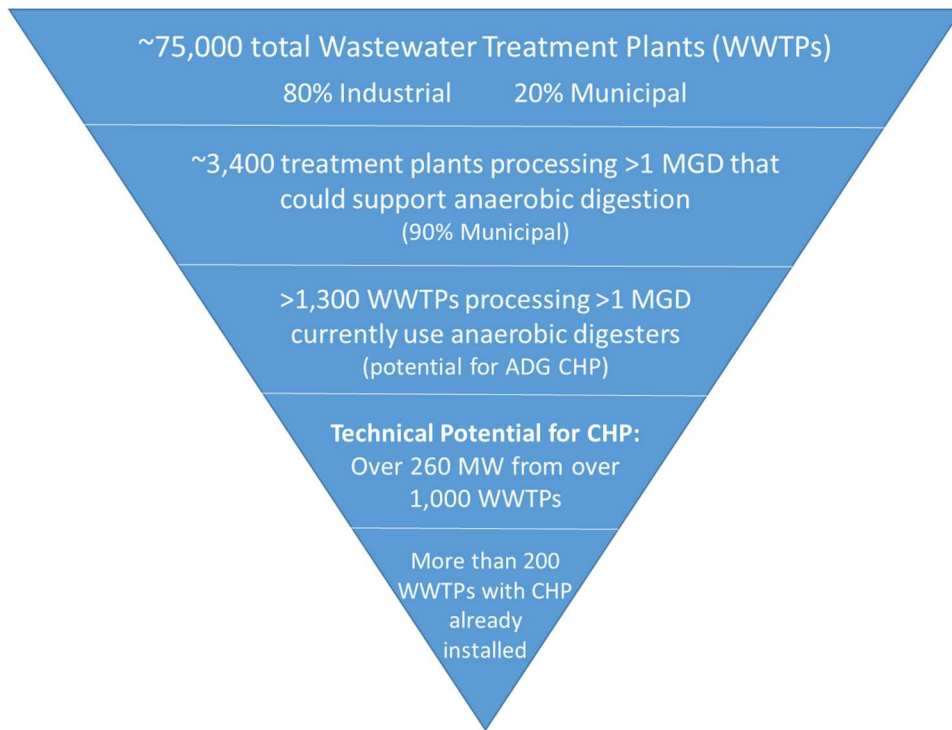 ~75,000 total Wastewater Treatment Plants (WWTPs)
80% Industrial 20% Municipal
~3,400 treatment plants processing >1 MGD that
could support anaerobic digestion
(90% Municipal)
>1,300 WWTPs processing >1 MGD
currently use anaerobic digesters
(potential for ADG CHP)
Technical Potential for CHP:
Over 260 MW from over
1,000 WWTPs
More than 200
WWTPs with CHP
already
installed